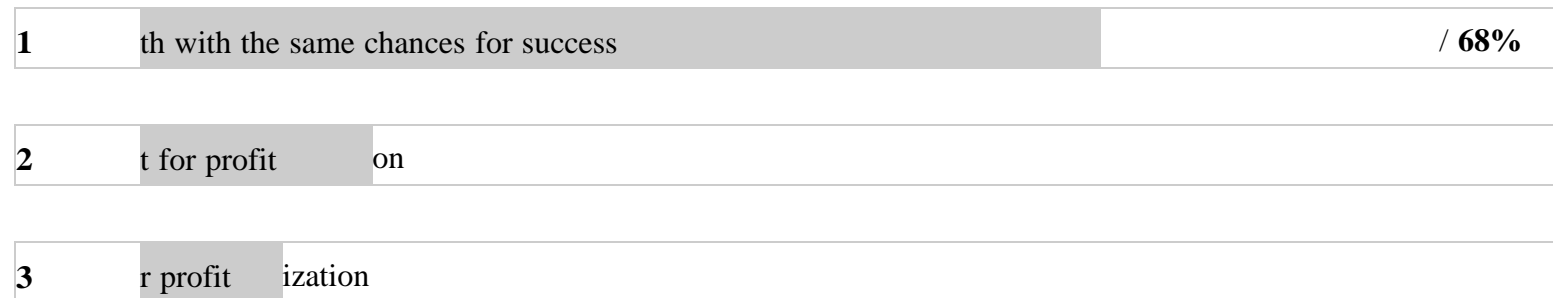 1 th with the same chances for success / 68%
2 t for profit on
3 r profit ization